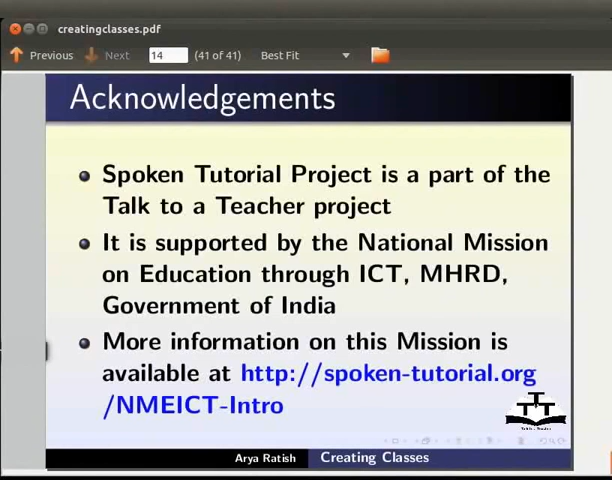 creatingclasses.pdf
Previous Next 14 (41 of 41) Best Fit
Acknowledgements
Spoken Tutorial Project is a part of the
Talk to a Teacher project
It is supported by the National Mission
on Education through ICT, MHRD,
Government of India
More information on this Mission is
available at http://spoken-tutorial.org
/NMEICT-Intro
Arya Ratish Creating Classes